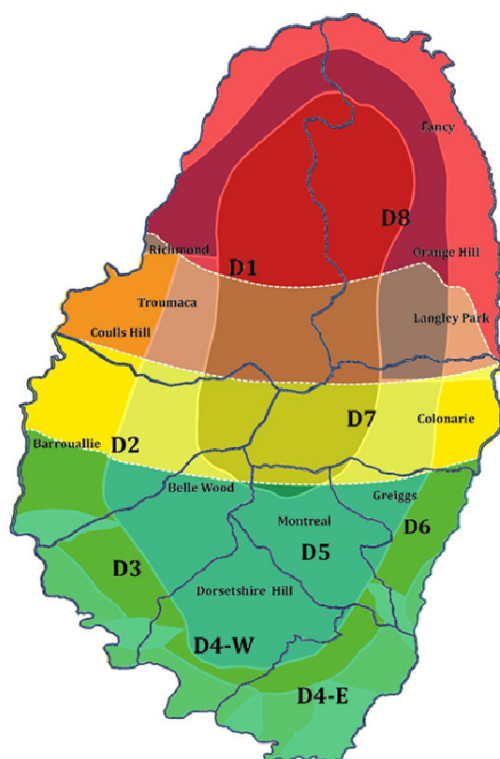 Fancy
D8
Richmond
Orange Hill
D1
Troumaca
Langley Park
Coulls Hill
D7
Colonarie
Barrouallie
D2
Belle Wood
Greiggs
Montreal
D6
D5
D3
Dorsetshire Hill
D4-W
D4-E